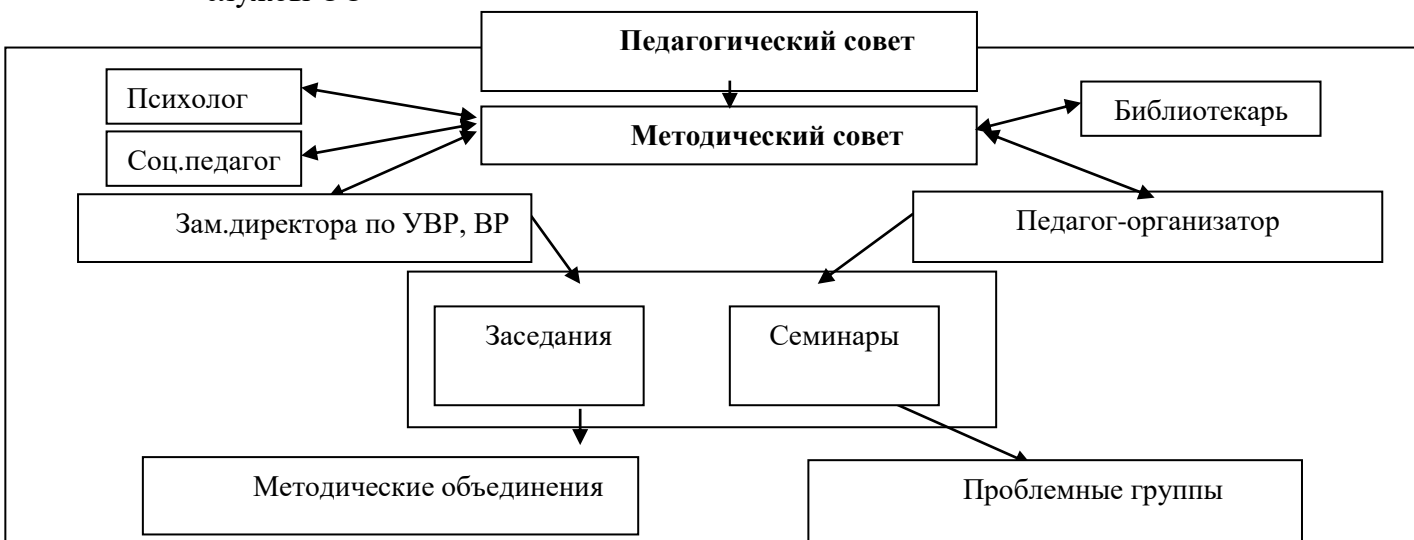 Педагогический совет
Психолог
Библиотекарь
Методический совет
Соц.педагог
Зам.директора по УВР, ВР
Педагог-организатор
Заседания
Семинары
Методические объединения
Проблемные группы